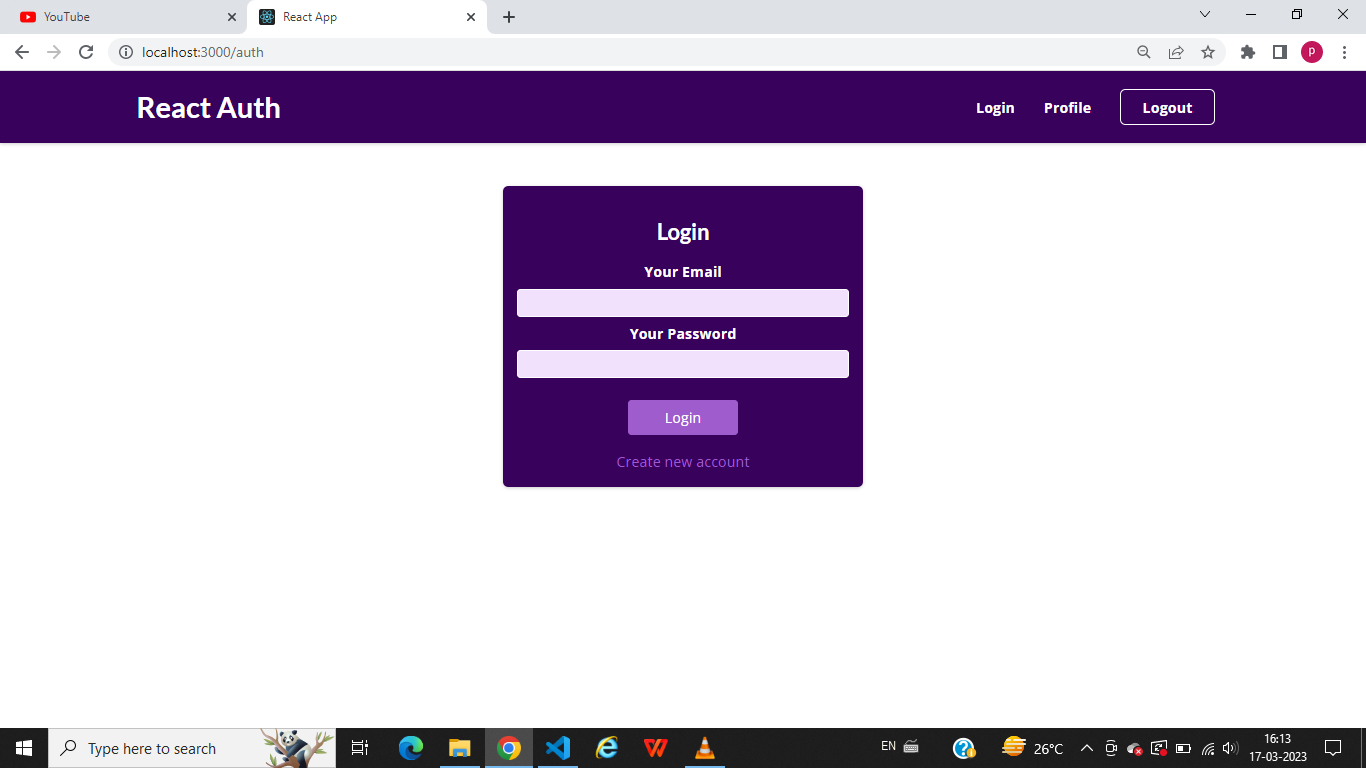 YouTube
React App
localhost:3000/auth
P
React Auth
Login
Profile
Logout
Login
Your Email
Your Password
Login
Create new account
Type here to search
EN
26°C
16:13
17-03-2023